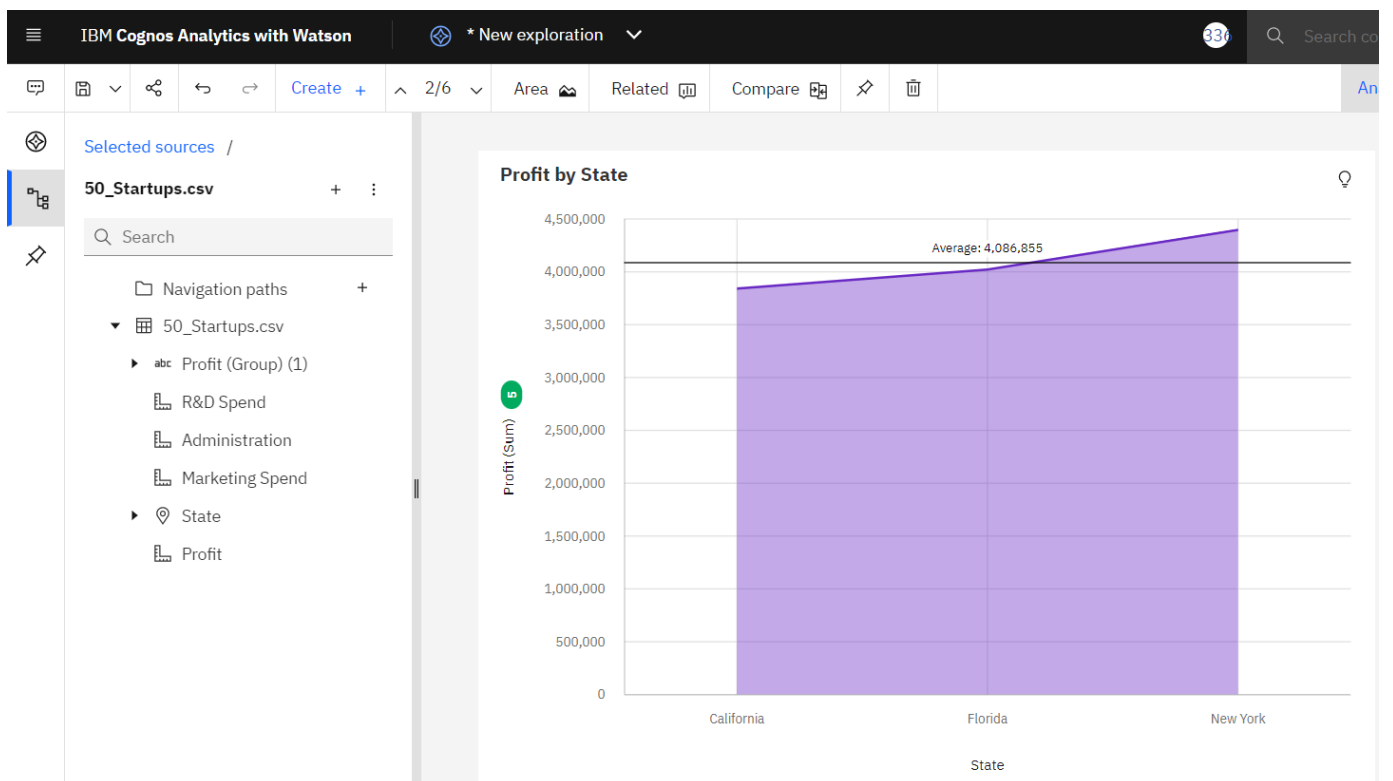 IBM Cognos Analytics with Watson
* New exploration
336
Search co
Create +
2/6
Area
Related
Compare
An
Selected sources /
50_Startups.csv
Search
Navigation paths
50_Startups.csv
abc Profit (Group) (1)
R&D Spend
Administration
Marketing Spend
State
Profit
Profit by State
4,500,000
4,000,000
3,500,000
3,000,000
2,500,000
2,000,000
1,500,000
1,000,000
500,000
0
Average: 4,086,855
Profit (Sum)
5
California
Florida
New York
State